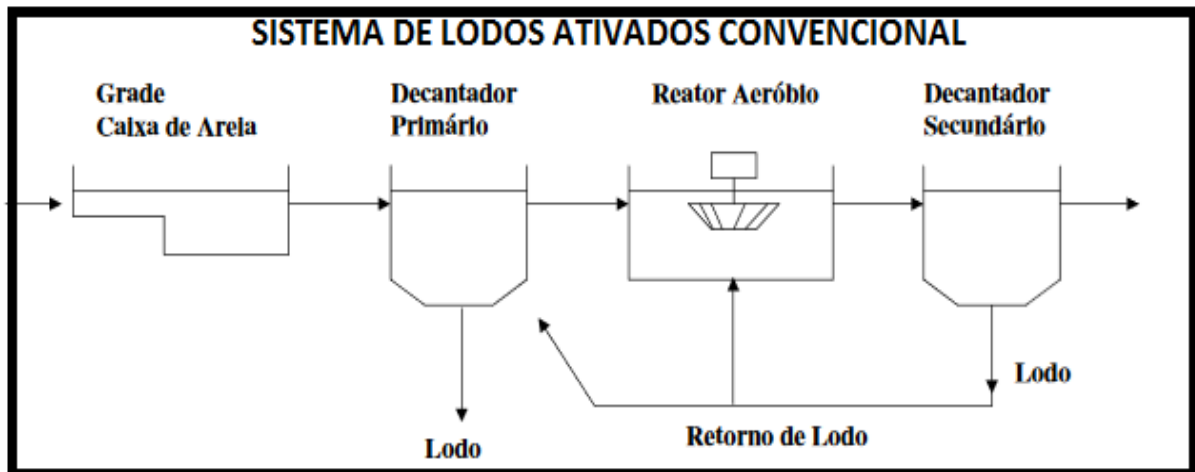 SISTEMA DE LODOS ATIVADOS CONVENCIONAL
Grade
Caixa de Areia
Decantador
Primário
Reator Aeróbio
Decantador
Secundário
Lodo
Retorno de Lodo
Lodo